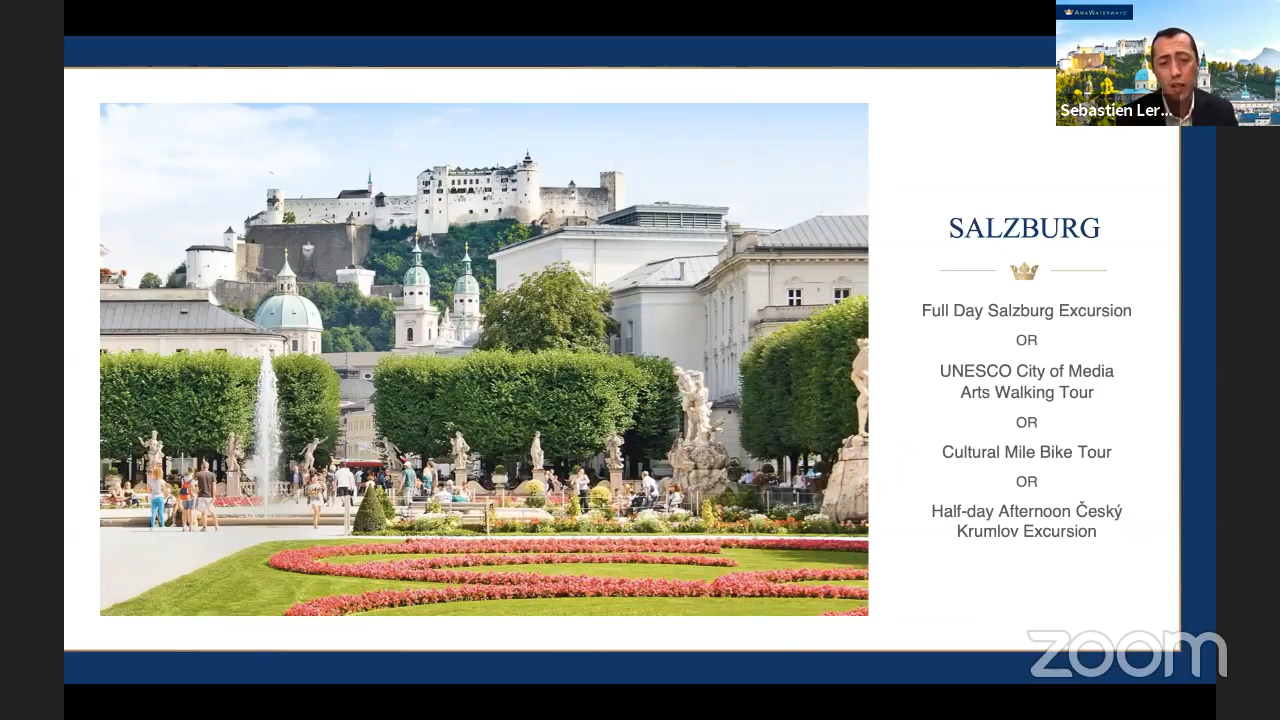 AMAWATERWAYS
Sebastien Ler...
SALZBURG
Full Day Salzburg Excursion
OR
UNESCO City of Media
Arts Walking Tour
OR
Cultural Mile Bike Tour
OR
Half-day Afternoon Český
Krumlov Excursion
zoom